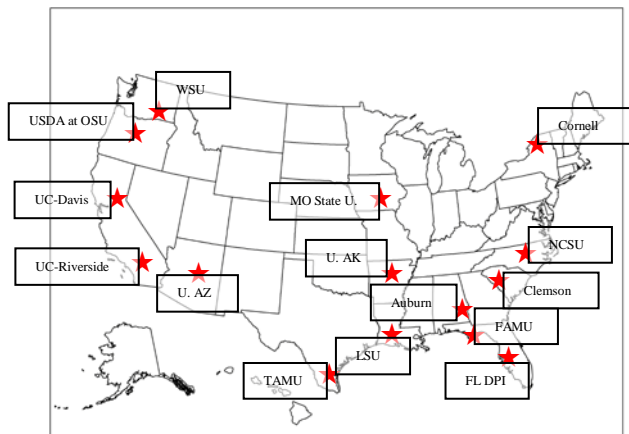 WSU
USDA at OSU
Cornell
UC-Davis
MO State U.
NCSU
UC-Riverside
U. AK
U. AZ
Clemson
Auburn
FAMU
LSU
TAMU
FL DPI